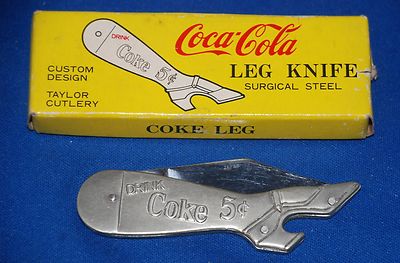 DRINK
Coke 5¢
Coca-Cola
CUSTOM
DESIGN
TAYLOR
CUTLERY
LEG KNIFE
SURGICAL STEEL
COKE LEG
DRINK
Coke 5¢